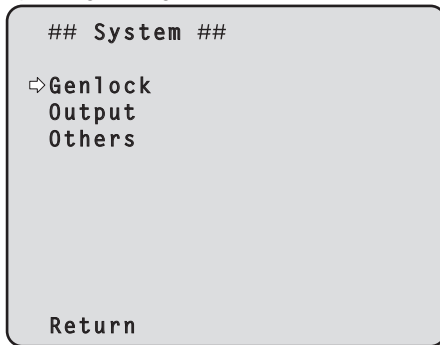 ## System ##
⇨Genlock
Output
Others
Return